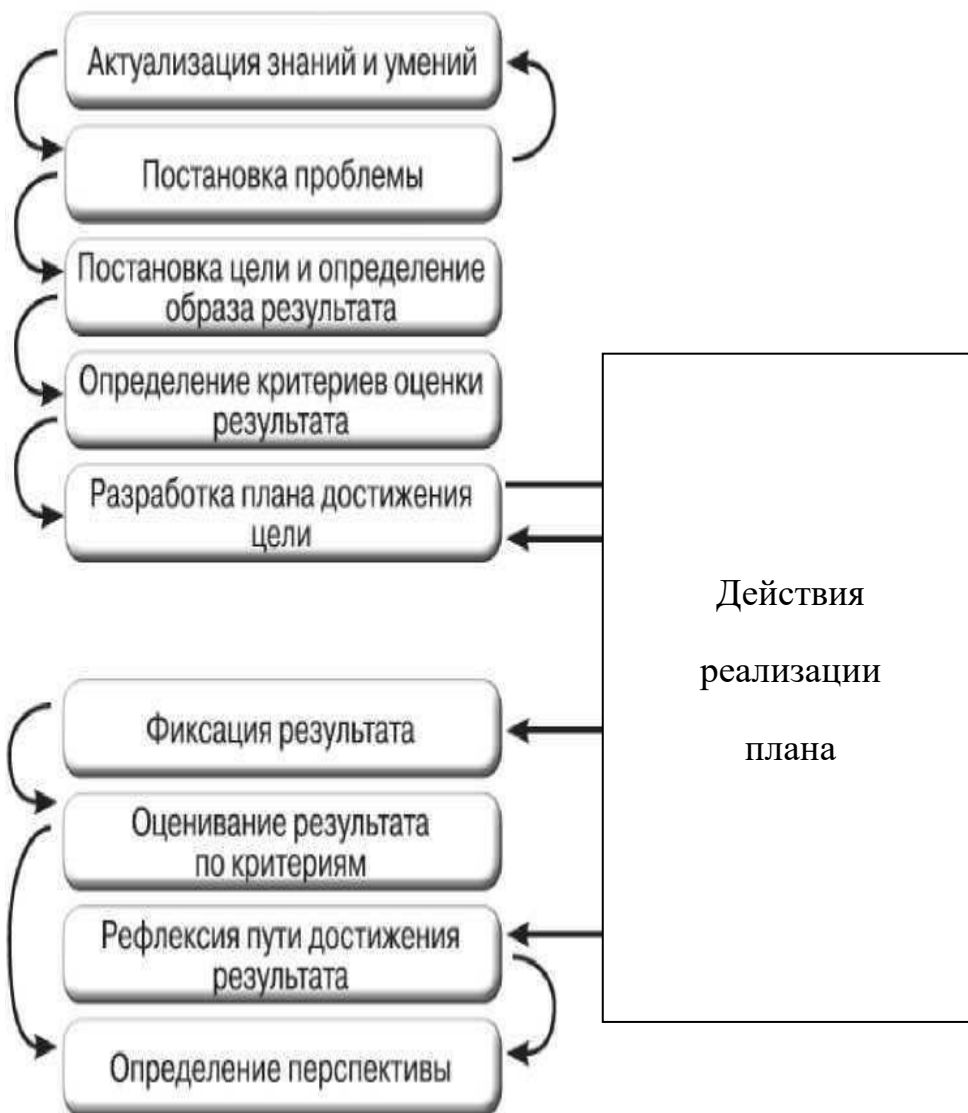 Актуализация знаний и умений
Постановка проблемы
Постановка цели и определение
образа результата
Определение критериев оценки
результата
Разработка плана достижения
цели
Действия
реализации
плана
Фиксация результата
Оценивание результата
по критериям
Рефлексия пути достижения
результата
Определение перспективы